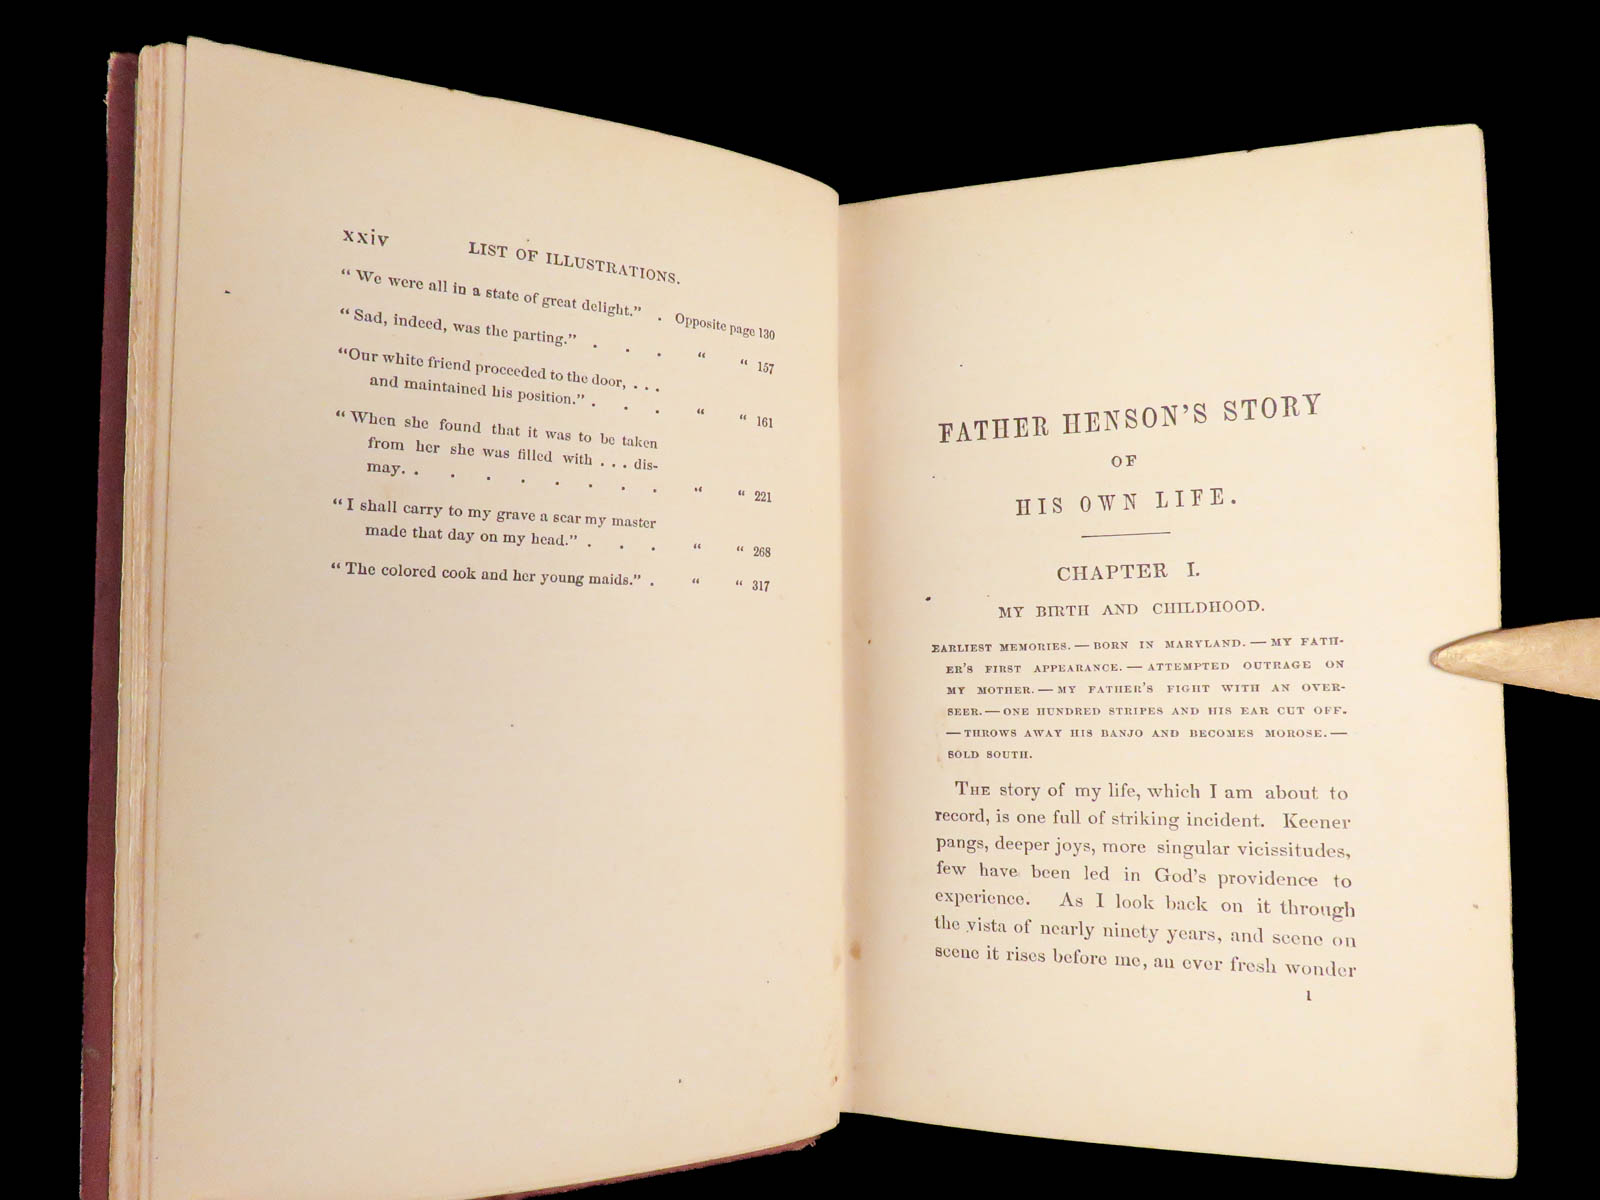 xxiv LIST OF ILLUSTRATIONS.
“ We were all in a state of great delight.” . Opposite page 130
“ Sad, indeed, was the parting.” . . . “ “ 157
“Our white friend proceeded to the door, . . .
and maintained his position.” . . . “ “ 161
“ When she found that it was to be taken
from her she was filled with . . . dis-
may. . . . . . . . . “ “ 221
“ I shall carry to my grave a scar my master
made that day on my head.” . . . “ “ 268
“ The colored cook and her young maids.” . “ “ 317
FATHER HENSON’S STORY
OF
HIS OWN LIFE.
CHAPTER I.
MY BIRTH AND CHILDHOOD.
EARLIEST MEMORIES. — BORN IN MARYLAND. — MY FATH-
ER’S FIRST APPEARANCE. — ATTEMPTED OUTRAGE ON
MY MOTHER. — MY FATHER’S FIGHT WITH AN OVER-
SEER. — ONE HUNDRED STRIPES AND HIS EAR CUT OFF.
— THROWS AWAY HIS BANJO AND BECOMES MOROSE. —
SOLD SOUTH.
THE story of my life, which I am about to
record, is one full of striking incident. Keener
pangs, deeper joys, more singular vicissitudes,
few have been led in God’s providence to
experience. As I look back on it through
the vista of nearly ninety years, and scene on
scene it rises before me, an ever fresh wonder
1